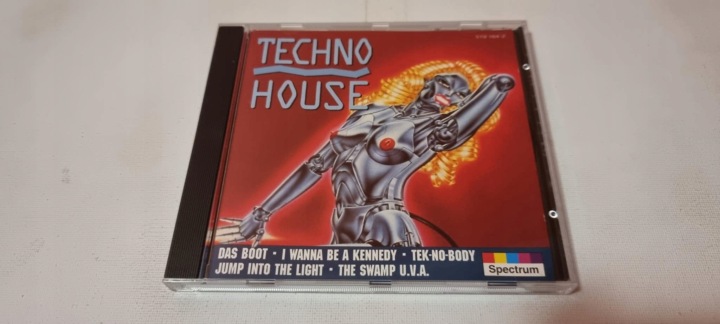 TECHNO
HOUSE
DAS BOOT · I WANNA BE A KENNEDY · TEK-NO-BODY
JUMP INTO THE LIGHT · THE SWAMP U.V.A.
Spectrum